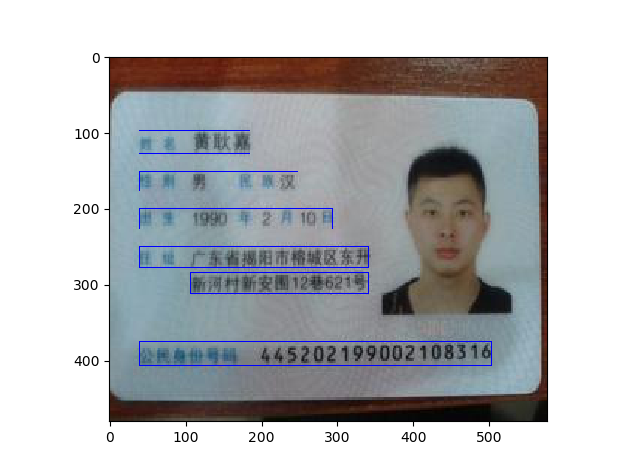 0
100
姓名 黄耿嘉
性别 男 民族 汉
200
出生 1990 年 2 月 10 日
住址 广东省揭阳市榕城区东升
300
新河村新安围12巷621号
公民身份号码 445202199002108316
400
0 100 200 300 400 500